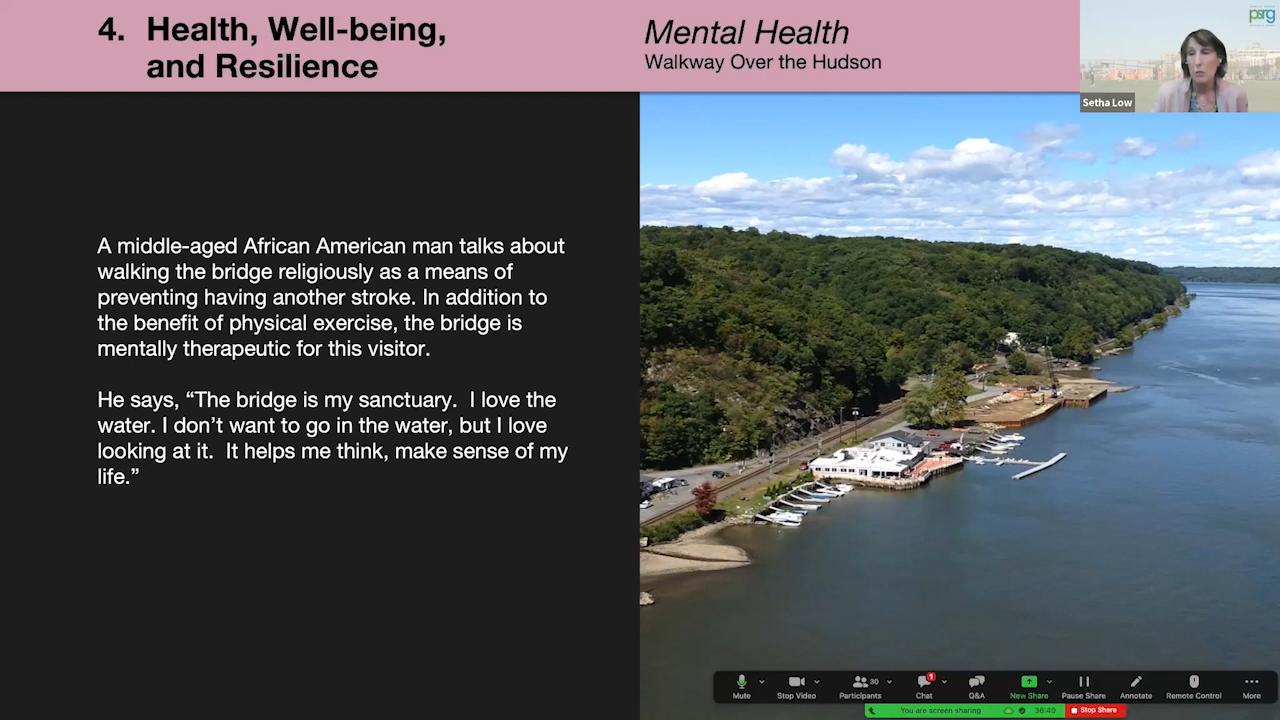 4. Health, Well-being,
and Resilience
Mental Health
Walkway Over the Hudson
psrg
Setha Low
A middle-aged African American man talks about
walking the bridge religiously as a means of
preventing having another stroke. In addition to
the benefit of physical exercise, the bridge is
mentally therapeutic for this visitor.
He says, “The bridge is my sanctuary. I love the
water. I don’t want to go in the water, but I love
looking at it. It helps me think, make sense of my
life.”
30
1
Mute
Stop Video
Participants
Chat
Q&A
New Share
Pause Share
Annotate
Remote Control
More
You are screen sharing
36:40
Stop Share